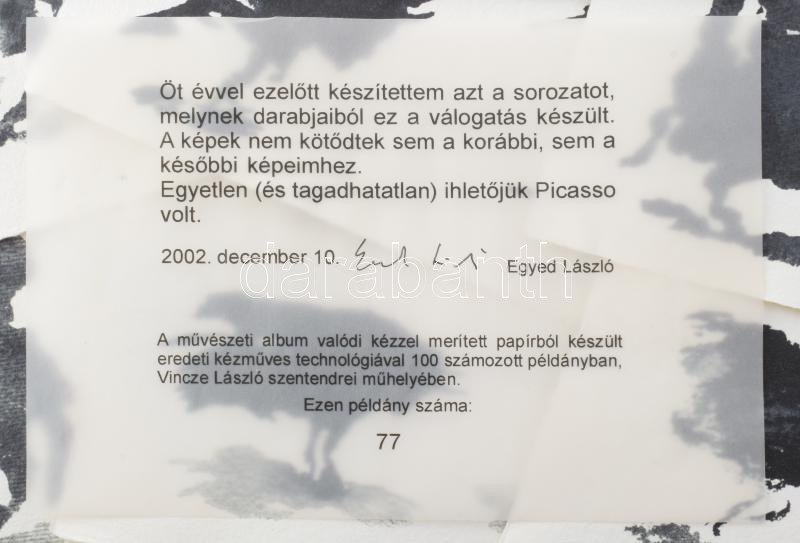 Öt évvel ezelőtt készítettem azt a sorozatot,
melynek darabjaiból ez a válogatás készült.
A képek nem kötődtek sem a korábbi, sem a
későbbi képeimhez.
Egyetlen (és tagadhatatlan) ihletőjük Picasso
volt.
2002. december 10.
Egyed László
darabanth
A művészeti album valódi kézzel merített papírból készült
eredeti kézműves technológiával 100 számozott példányban,
Vincze László szentendrei műhelyében.
Ezen példány száma:
77